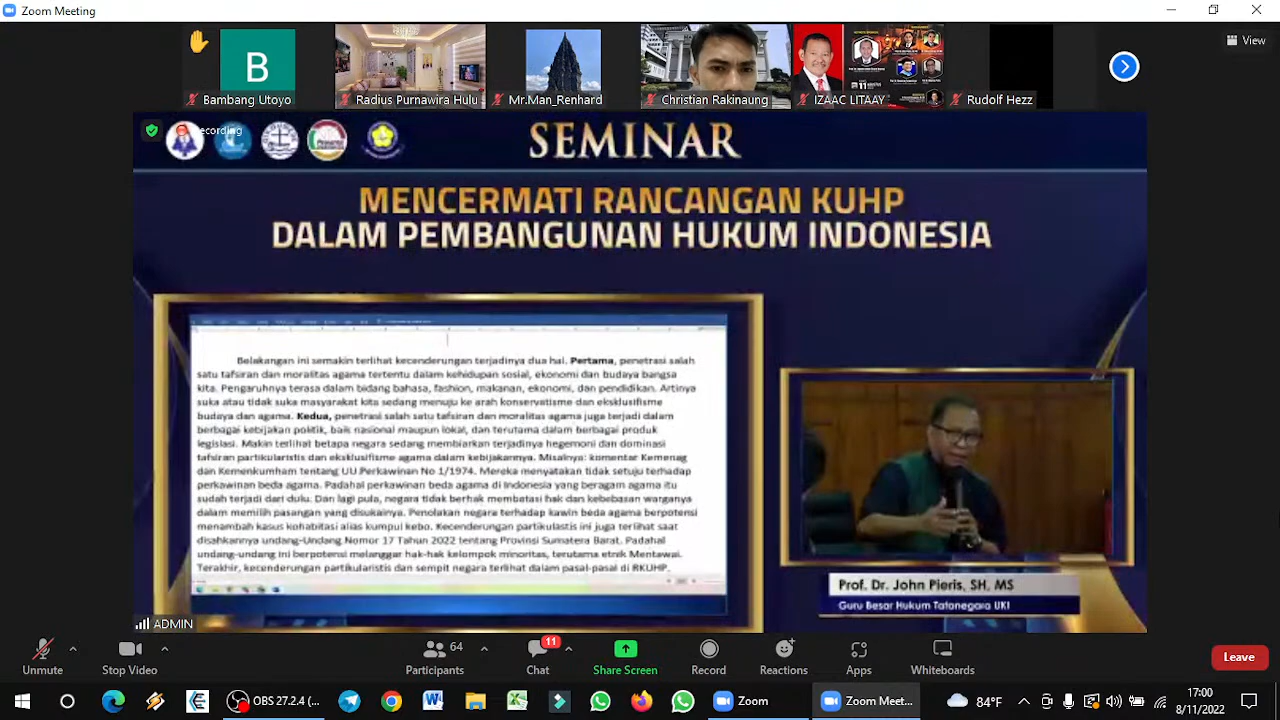 Zoom Meeting
View
B
Bambang Utoyo
Radius Purnawira Hulu
Mr.Man_Renhard
Christian Rakinaung
IZAAC LITAAY
Rudolf Hezz
Recording
SEMINAR
MENCERMATI RANCANGAN KUHP
DALAM PEMBANGUNAN HUKUM INDONESIA
Belakangan ini semakin terlihat kecenderungan terjadinya dua hal. Pertama, penetrasi salah
satu tafsiran dan moralitas agama tertentu dalam kehidupan sosial, ekonomi dan budaya bangsa
kita. Pengaruhnya terasa dalam bidang bahasa, fashion, makanan, ekonomi, dan pendidikan. Artinya
suka atau tidak suka masyarakat kita sedang menuju ke arah konservatisme dan eksklusifisme
budaya dan agama. Kedua, penetrasi salah satu tafsiran dan moralitas agama juga terjadi dalam
berbagai kebijakan politik, baik nasional maupun lokal, dan terutama dalam berbagai produk
legislasi. Makin terlihat betapa negara sedang membiarkan terjadinya hegemoni dan dominasi
tafsiran partikularistis dan eksklusifisme agama dalam kebijakannya. Misalnya: komentar Kemenag
dan Kemenkumham tentang UU.Perkawinan No 1/1974. Mereka menyatakan tidak setuju terhadap
perkawinan beda agama. Padahal perkawinan beda agama di Indonesia yang beragam agama itu
sudah terjadi dari dulu. Dan lagi pula, negara tidak berhak membatasi hak dan kebebasan warganya
dalam memilih pasangan yang disukainya. Penolakan negara terhadap kawin beda agama berpotensi
menambah kasus kohabitasi alias kumpul kebo. Kecenderungan partikulastis ini juga terlihat saat
disahkannya undang-Undang Nomor 17 Tahun 2022 tentang Provinsi Sumatera Barat. Padahal
undang-undang ini berpotensi melanggar hak-hak kelompok minoritas, terutama etnik Mentawai.
Terakhir, kecenderungan partikularistis dan sempit negara terlihat dalam pasal-pasal di RKUHP.
Prof. Dr. John Pieris, SH, MS
Guru Besar Hukum Tatanegara UKI
ADMIN
Unmute
Stop Video
64
Participants
11
Chat
Share Screen
Record
Reactions
Apps
Whiteboards
Leave
OBS 27.2.4 (...
Zoom
Zoom Meet...
84°F
17:00
8/11/2022